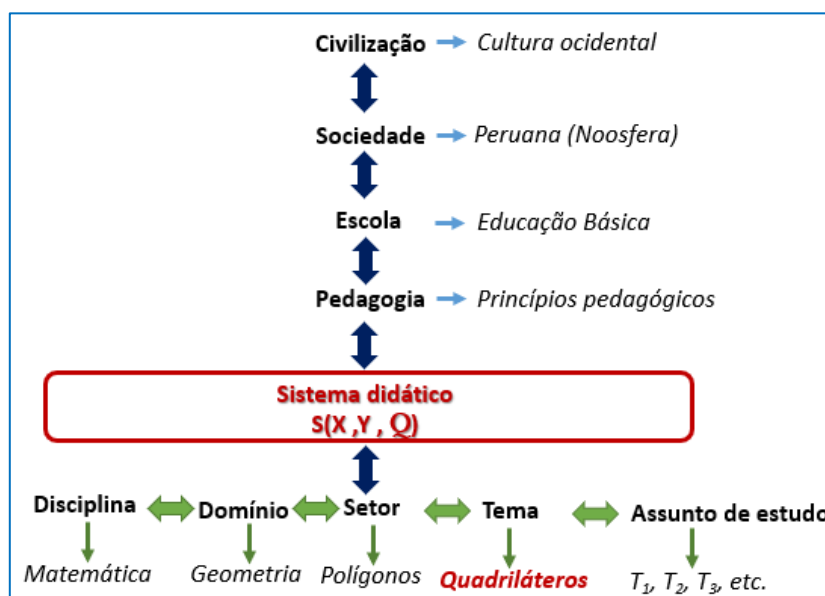 Civilização Cultura ocidental
Sociedade Peruana (Noosfera)
Escola Educação Básica
Pedagogia Princípios pedagógicos
Sistema didático
S(X ,Y , Q)
Disciplina Domínio Setor Tema Assunto de estudo
Matemática Geometria Polígonos Quadriláteros T₁, T₂, T₃, etc.